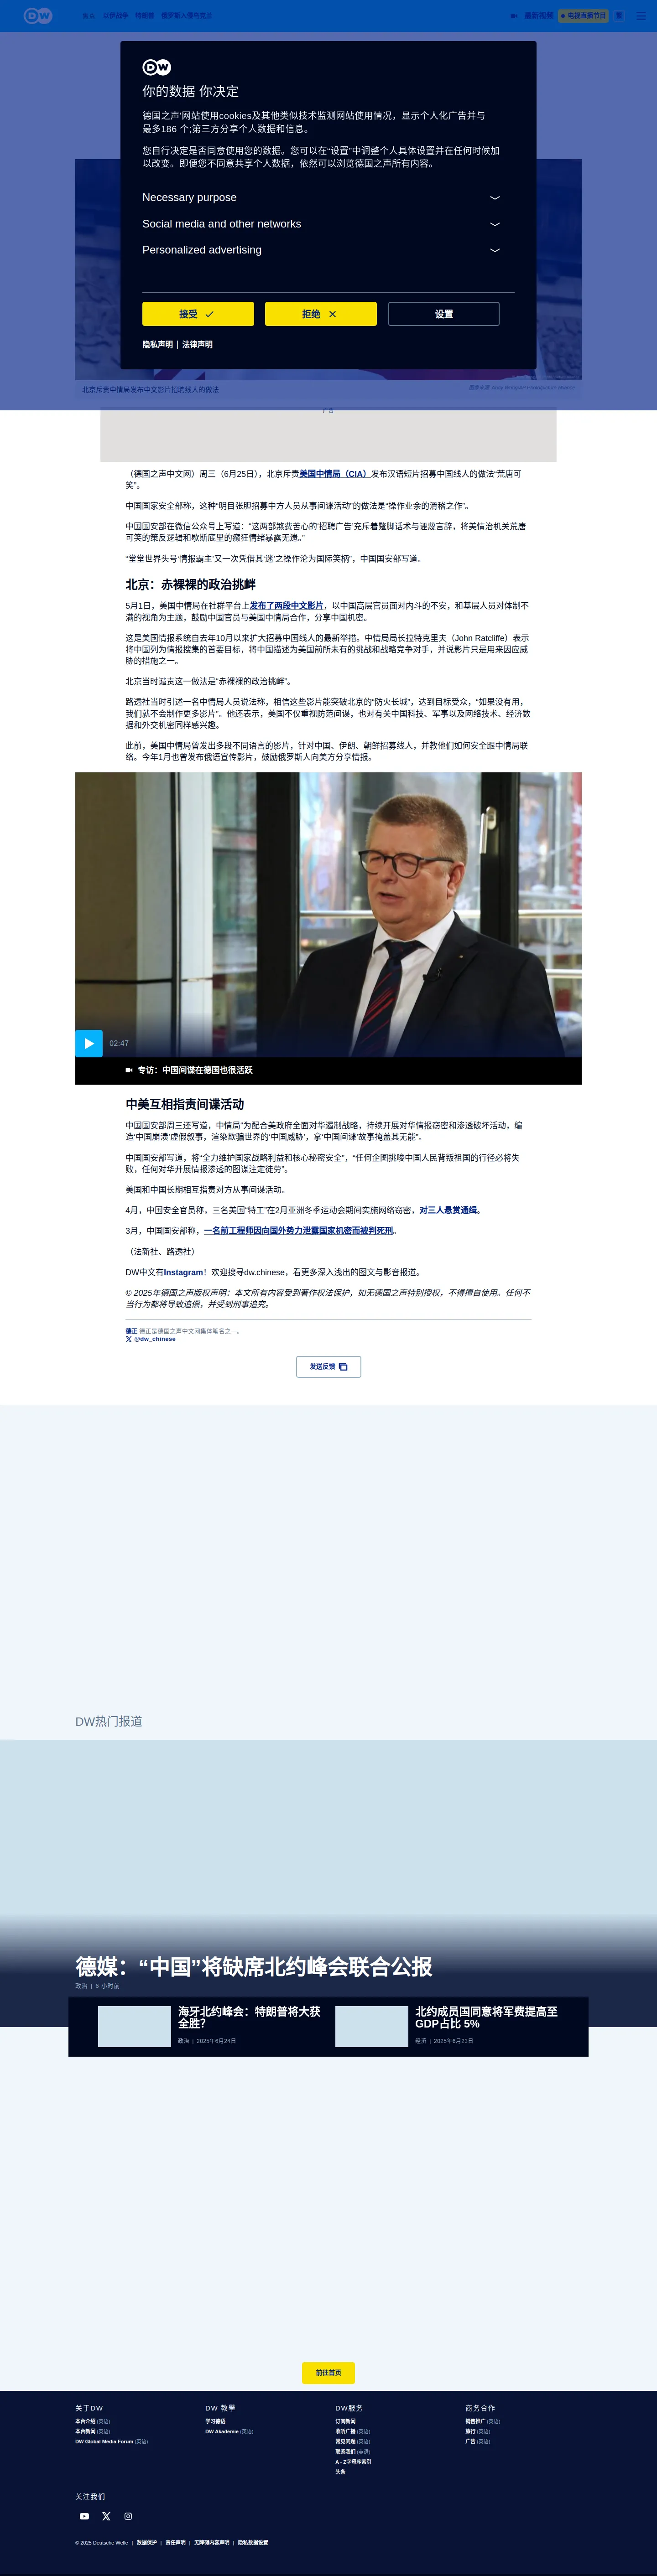 DW
焦点 以伊战争 特朗普 俄罗斯入侵乌克兰
最新视频
电视直播节目
繁
DW
你的数据 你决定
德国之声'网站使用cookies及其他类似技术监测网站使用情况，显示个人化广告并与
最多186 个;第三方分享个人数据和信息。
您自行决定是否同意使用您的数据。您可以在"设置"中调整个人具体设置并在任何时候加
以改变。即便您不同意共享个人数据，依然可以浏览德国之声所有内容。
Necessary purpose
Social media and other networks
Personalized advertising
接受
拒绝
设置
隐私声明 | 法律声明
北京斥责中情局发布中文影片招聘线人的做法
广告
（德国之声中文网）周三（6月25日），北京斥责美国中情局（CIA）发布汉语短片招募中国线人的做法“荒唐可
笑”。
中国国家安全部称，这种“明目张胆招募中方人员从事间谍活动”的做法是“操作业余的滑稽之作”。
中国国安部在微信公众号上写道：“这两部煞费苦心的‘招聘广告’充斥着蹩脚话术与诬蔑言辞，将美情治机关荒唐
可笑的策反逻辑和歇斯底里的癫狂情绪暴露无遗。”
“堂堂世界头号‘情报霸主’又一次凭借其‘迷’之操作沦为国际笑柄”，中国国安部写道。
北京：赤裸裸的政治挑衅
5月1日，美国中情局在社群平台上发布了两段中文影片，以中国高层官员面对内斗的不安，和基层人员对体制不
满的视角为主题，鼓励中国官员与美国中情局合作，分享中国机密。
这是美国情报系统自去年10月以来扩大招募中国线人的最新举措。中情局局长拉特克里夫（John Ratcliffe）表示
将中国列为情报搜集的首要目标，将中国描述为美国前所未有的挑战和战略竞争对手，并说影片只是用来因应威
胁的措施之一。
北京当时谴责这一做法是“赤裸裸的政治挑衅”。
路透社当时引述一名中情局人员说法称，相信这些影片能突破北京的“防火长城”，达到目标受众，“如果没有用，
我们就不会制作更多影片”。他还表示，美国不仅重视防范间谍，也对有关中国科技、军事以及网络技术、经济数
据和外交机密同样感兴趣。
此前，美国中情局曾发出多段不同语言的影片，针对中国、伊朗、朝鲜招募线人，并教他们如何安全跟中情局联
络。今年1月也曾发布俄语宣传影片，鼓励俄罗斯人向美方分享情报。
02:47
专访：中国间谍在德国也很活跃
中美互相指责间谍活动
中国国安部周三还写道，中情局“为配合美政府全面对华遏制战略，持续开展对华情报窃密和渗透破坏活动，编
造‘中国崩溃’虚假叙事，渲染欺骗世界的‘中国威胁’，拿‘中国间谍’故事掩盖其无能”。
中国国安部写道，将“全力维护国家战略利益和核心秘密安全”，“任何企图挑唆中国人民背叛祖国的行径必将失
败，任何对华开展情报渗透的图谋注定徒劳”。
美国和中国长期相互指责对方从事间谍活动。
4月，中国安全官员称，三名美国“特工”在2月亚洲冬季运动会期间实施网络窃密，对三人悬赏通缉。
3月，中国国安部称，一名前工程师因向国外势力泄露国家机密而被判死刑。
（法新社、路透社）
DW中文有Instagram！欢迎搜寻dw.chinese，看更多深入浅出的图文与影音报道。
© 2025年德国之声版权声明：本文所有内容受到著作权法保护，如无德国之声特别授权，不得擅自使用。任何不
当行为都将导致追偿，并受到刑事追究。
德正 德正是德国之声中文网集体笔名之一。
@dw_chinese
发送反馈
DW热门报道
德媒：“中国”将缺席北约峰会联合公报
政治 | 6 小时前
海牙北约峰会：特朗普将大获
全胜？
政治 | 2025年6月24日
北约成员国同意将军费提高至
GDP占比 5%
经济 | 2025年6月23日
前往首页
关于DW
本台介绍 (英语)
本台新闻 (英语)
DW Global Media Forum (英语)
DW 教學
学习德语
DW Akademie (英语)
DW服务
订阅新闻
收听广播 (英语)
常见问题 (英语)
联系我们 (英语)
A - Z字母序索引
头条
商务合作
销售推广 (英语)
旅行 (英语)
广告 (英语)
关注我们
© 2025 Deutsche Welle | 数据保护 | 责任声明 | 无障碍内容声明 | 隐私数据设置